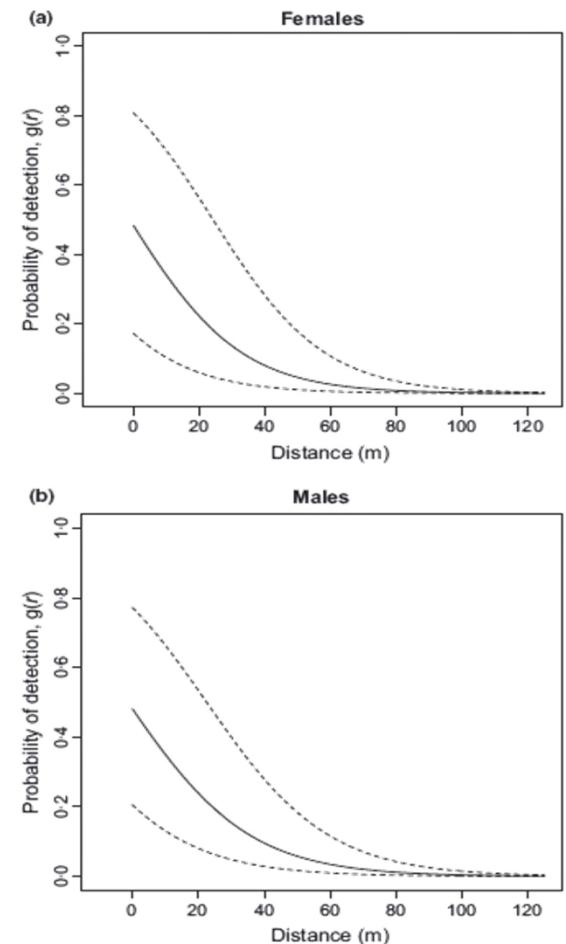 (a) Females
Probability of detection, g(r)
1·0
0·8
0·6
0·4
0·2
0·0
0 20 40 60 80 100 120
Distance (m)
(b) Males
Probability of detection, g(r)
1·0
0·8
0·6
0·4
0·2
0·0
0 20 40 60 80 100 120
Distance (m)